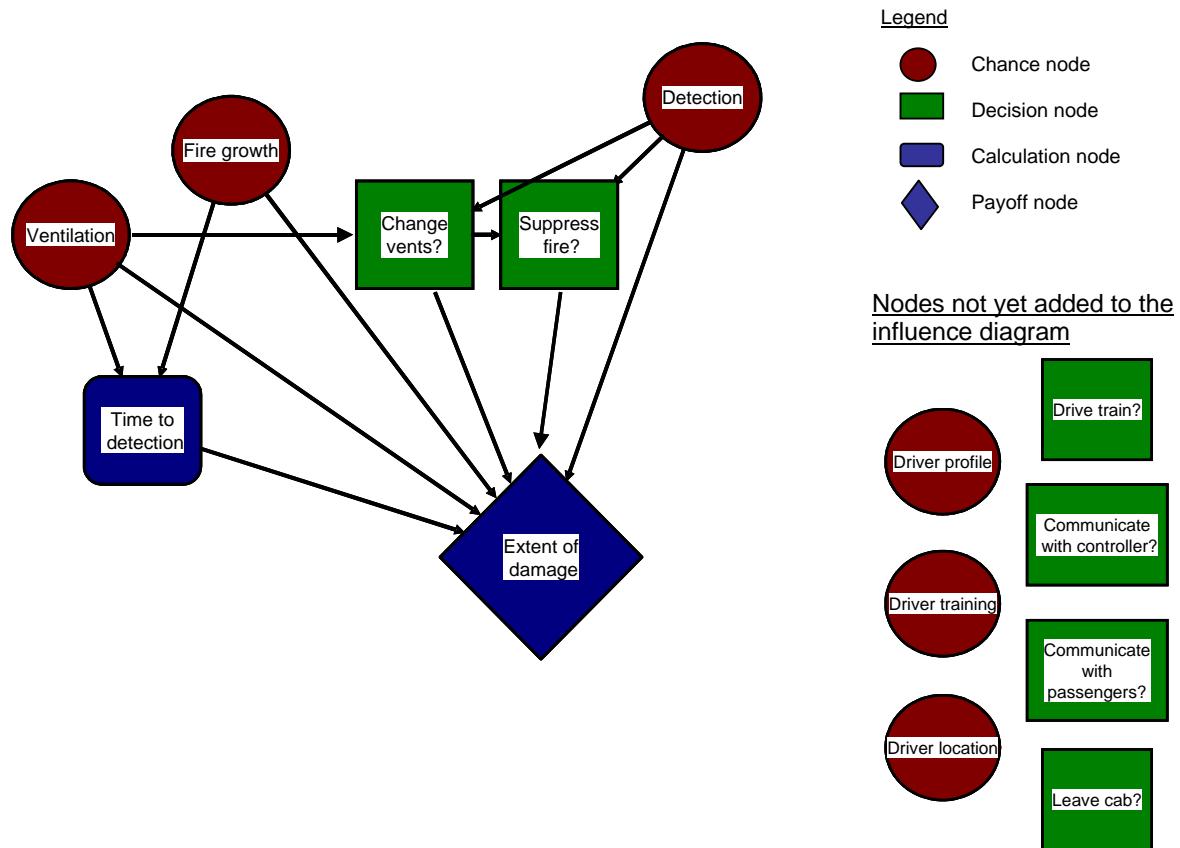 Legend
Chance node
Decision node
Calculation node
Payoff node
Detection
Fire growth
Ventilation
Change
vents?
Suppress
fire?
Time to
detection
Extent of
damage
Nodes not yet added to the
influence diagram
Drive train?
Driver profile
Communicate
with controller?
Driver training
Communicate
with
passengers?
Driver location
Leave cab?